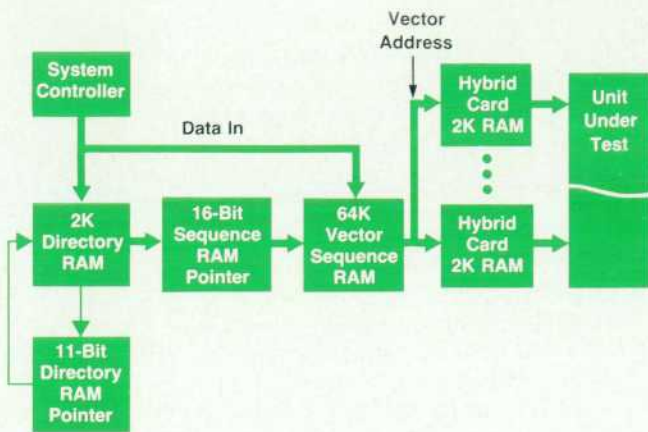 Vector
Address
System
Controller
Data In
Hybrid
Card
2K RAM
Unit
Under
Test
2K
Directory
RAM
16-Bit
Sequence
RAM
Pointer
64K
Vector
Sequence
RAM
Hybrid
Card
2K RAM
11-Bit
Directory
RAM
Pointer